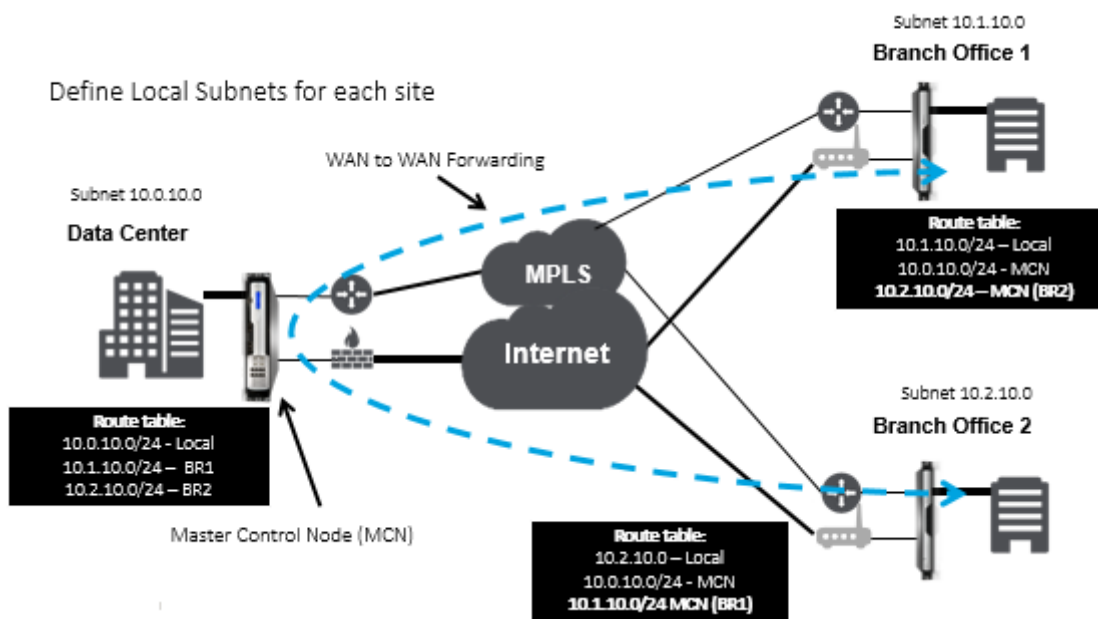 Subnet 10.1.10.0
Branch Office 1
Define Local Subnets for each site
WAN to WAN Forwarding
Subnet 10.0.10.0
Data Center
MPLS
Internet
Route table:
10.1.10.0/24 – Local
10.0.10.0/24 - MCN
10.2.10.0/24 – MCN (BR2)
Subnet 10.2.10.0
Branch Office 2
Route table:
10.0.10.0/24 - Local
10.1.10.0/24 – BR1
10.2.10.0/24 – BR2
Master Control Node (MCN)
Route table:
10.2.10.0 – Local
10.0.10.0/24 - MCN
10.1.10.0/24 MCN (BR1)